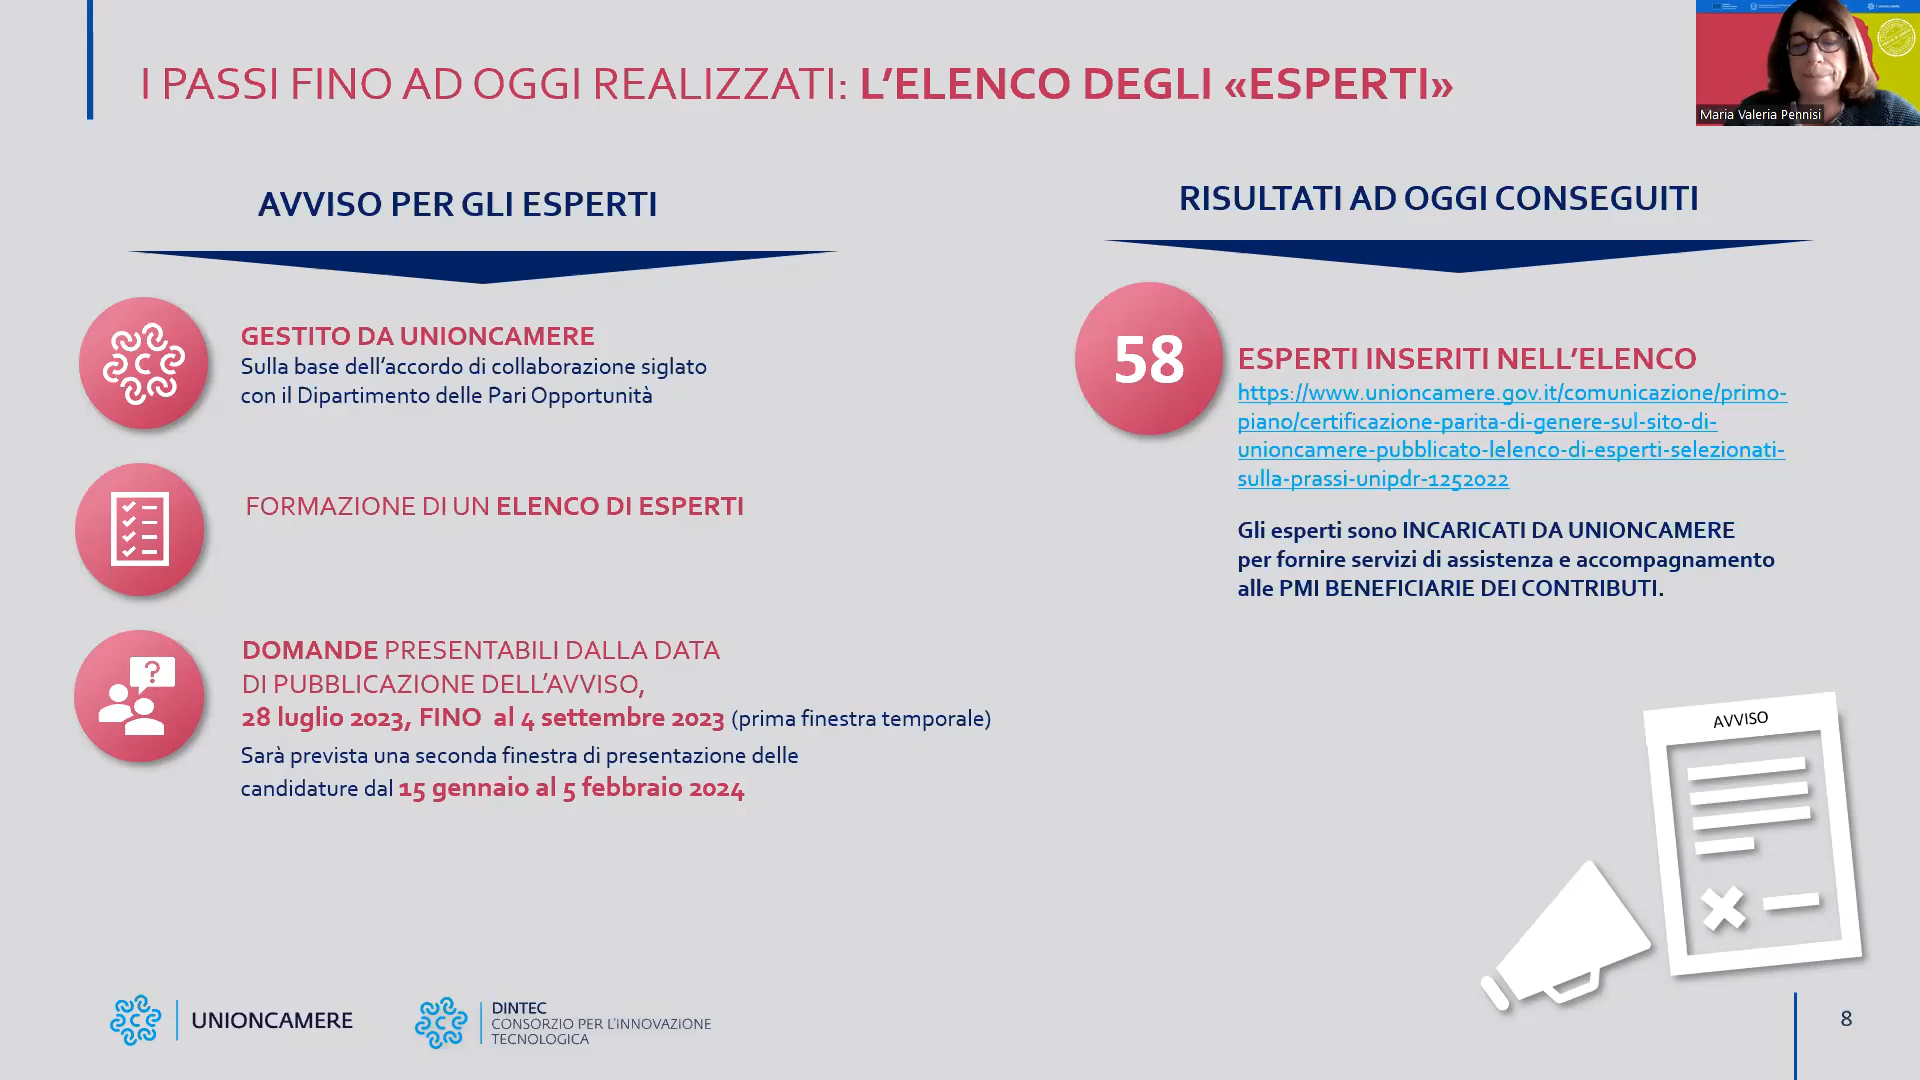 I PASSI FINO AD OGGI REALIZZATI: L’ELENCO DEGLI «ESPERTI»
Maria Valeria Pennisi
AVVISO PER GLI ESPERTI
GESTITO DA UNIONCAMERE
Sulla base dell’accordo di collaborazione siglato
con il Dipartimento delle Pari Opportunità
FORMAZIONE DI UN ELENCO DI ESPERTI
?
DOMANDE PRESENTABILI DALLA DATA
DI PUBBLICAZIONE DELL’AVVISO,
28 luglio 2023, FINO al 4 settembre 2023 (prima finestra temporale)
Sarà prevista una seconda finestra di presentazione delle
candidature dal 15 gennaio al 5 febbraio 2024
RISULTATI AD OGGI CONSEGUITI
58
ESPERTI INSERITI NELL’ELENCO
https://www.unioncamere.gov.it/comunicazione/primo-
piano/certificazione-parita-di-genere-sul-sito-di-
unioncamere-pubblicato-lelenco-di-esperti-selezionati-
sulla-prassi-unipdr-1252022
Gli esperti sono INCARICATI DA UNIONCAMERE
per fornire servizi di assistenza e accompagnamento
alle PMI BENEFICIARIE DEI CONTRIBUTI.
AVVISO
UNIONCAMERE
DINTEC
CONSORZIO PER L’INNOVAZIONE
TECNOLOGICA
8